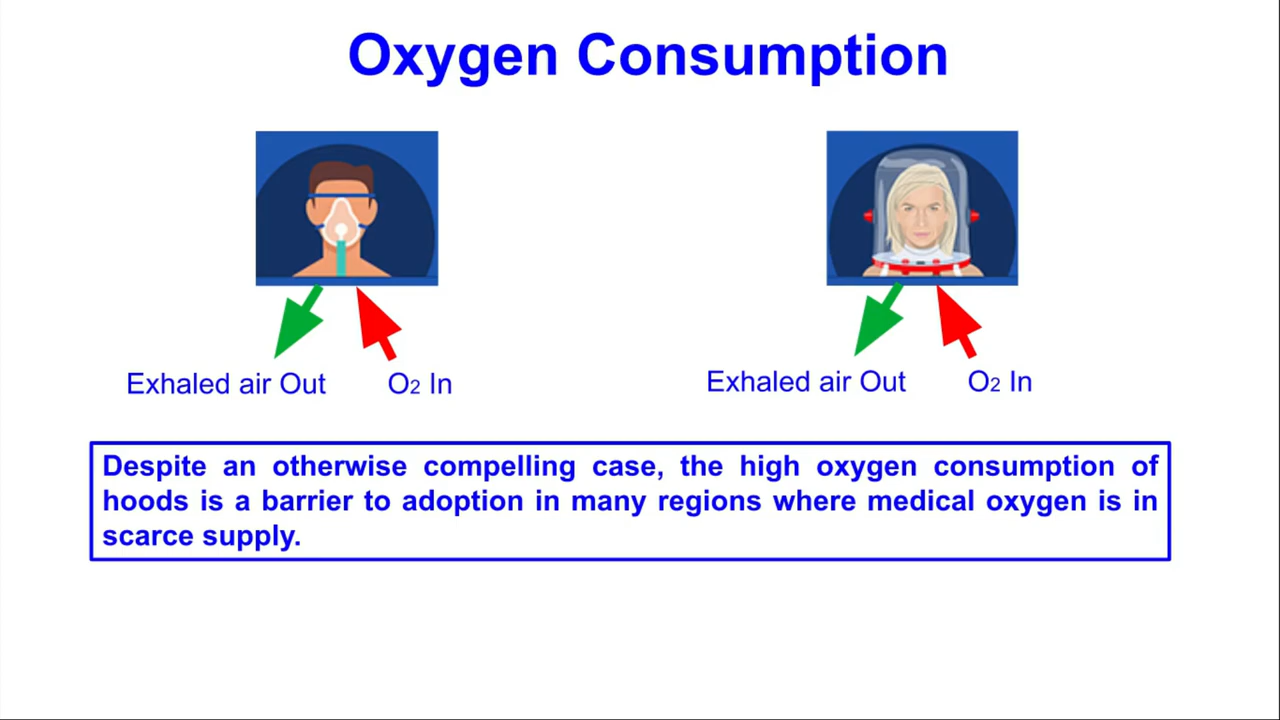 Oxygen Consumption
Exhaled air Out
O2 In
Exhaled air Out
O2 In
Despite an otherwise compelling case, the high oxygen consumption of
hoods is a barrier to adoption in many regions where medical oxygen is in
scarce supply.